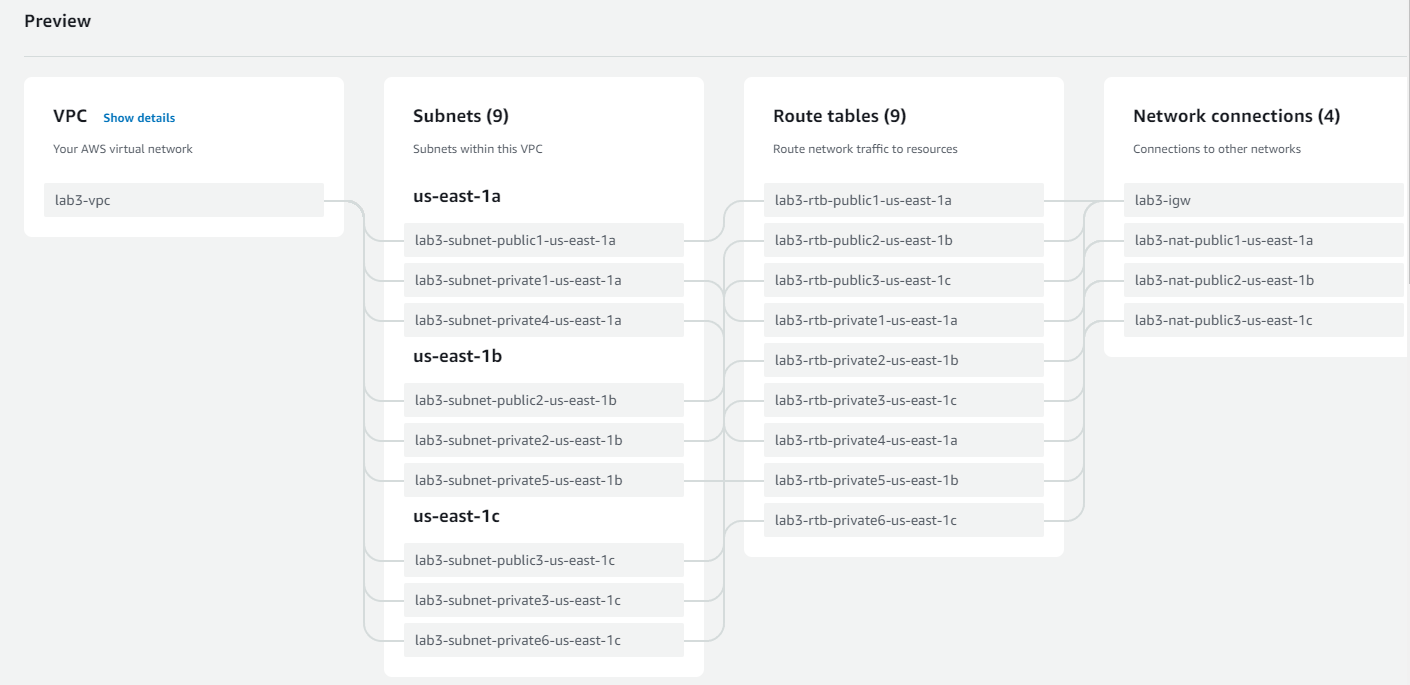 Preview
VPC Show details
Your AWS virtual network
lab3-vpc
Subnets (9)
Subnets within this VPC
us-east-1a
lab3-subnet-public1-us-east-1a
lab3-subnet-private1-us-east-1a
lab3-subnet-private4-us-east-1a
us-east-1b
lab3-subnet-public2-us-east-1b
lab3-subnet-private2-us-east-1b
lab3-subnet-private5-us-east-1b
us-east-1c
lab3-subnet-public3-us-east-1c
lab3-subnet-private3-us-east-1c
lab3-subnet-private6-us-east-1c
Route tables (9)
Route network traffic to resources
lab3-rtb-public1-us-east-1a
lab3-rtb-public2-us-east-1b
lab3-rtb-public3-us-east-1c
lab3-rtb-private1-us-east-1a
lab3-rtb-private2-us-east-1b
lab3-rtb-private3-us-east-1c
lab3-rtb-private4-us-east-1a
lab3-rtb-private5-us-east-1b
lab3-rtb-private6-us-east-1c
Network connections (4)
Connections to other networks
lab3-igw
lab3-nat-public1-us-east-1a
lab3-nat-public2-us-east-1b
lab3-nat-public3-us-east-1c